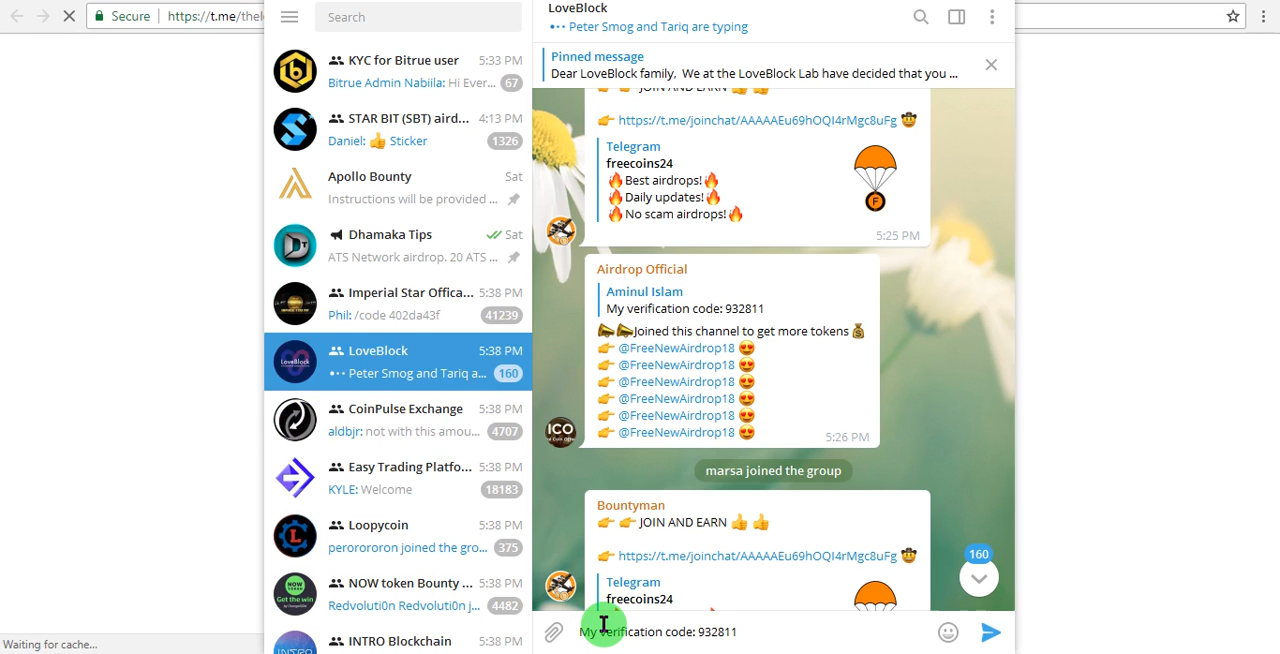 Secure https://t.me/thel
Search
KYC for Bitrue user 5:33 PM
Bitrue Admin Nabiila: Hi Ever... 67
STAR BIT (SBT) aird... 4:13 PM
Daniel: 👍 Sticker 1326
Apollo Bounty Sat
Instructions will be provided ...
Dhamaka Tips Sat
ATS Network airdrop. 20 ATS ...
Imperial Star Offica... 5:38 PM
Phil: /code 402da43f 41239
LoveBlock 5:38 PM
Peter Smog and Tariq a... 160
CoinPulse Exchange 5:38 PM
aldbjr: not with this amou... 4707
Easy Trading Platfo... 5:38 PM
KYLE: Welcome 18183
Loopycoin 5:38 PM
perorororon joined the gro... 375
NOW token Bounty ... 5:38 PM
Redvoluti0n Redvoluti0n j... 4482
INTRO Blockchain 5:38 PM
Waiting for cache...
LoveBlock
Peter Smog and Tariq are typing
Pinned message
Dear LoveBlock family, We at the LoveBlock Lab have decided that you ...
👉 👉 JOIN AND EARN 👍 👍
👉 https://t.me/joinchat/AAAAAEu69hOQI4rMgc8uFg 🤠
Telegram
freecoins24
🔥Best airdrops!🔥
🔥Daily updates!🔥
🔥No scam airdrops!🔥
5:25 PM
Airdrop Official
Aminul Islam
My verification code: 932811
📣📣Joined this channel to get more tokens 💰
👉 @FreeNewAirdrop18 😍
👉 @FreeNewAirdrop18 😍
👉 @FreeNewAirdrop18 😍
👉 @FreeNewAirdrop18 😍
👉 @FreeNewAirdrop18 😍
👉 @FreeNewAirdrop18 😍
5:26 PM
ICO
marsa joined the group
Bountyman
👉 👉 JOIN AND EARN 👍 👍
👉 https://t.me/joinchat/AAAAAEu69hOQI4rMgc8uFg 🤠
Telegram
freecoins24
160
My verification code: 932811